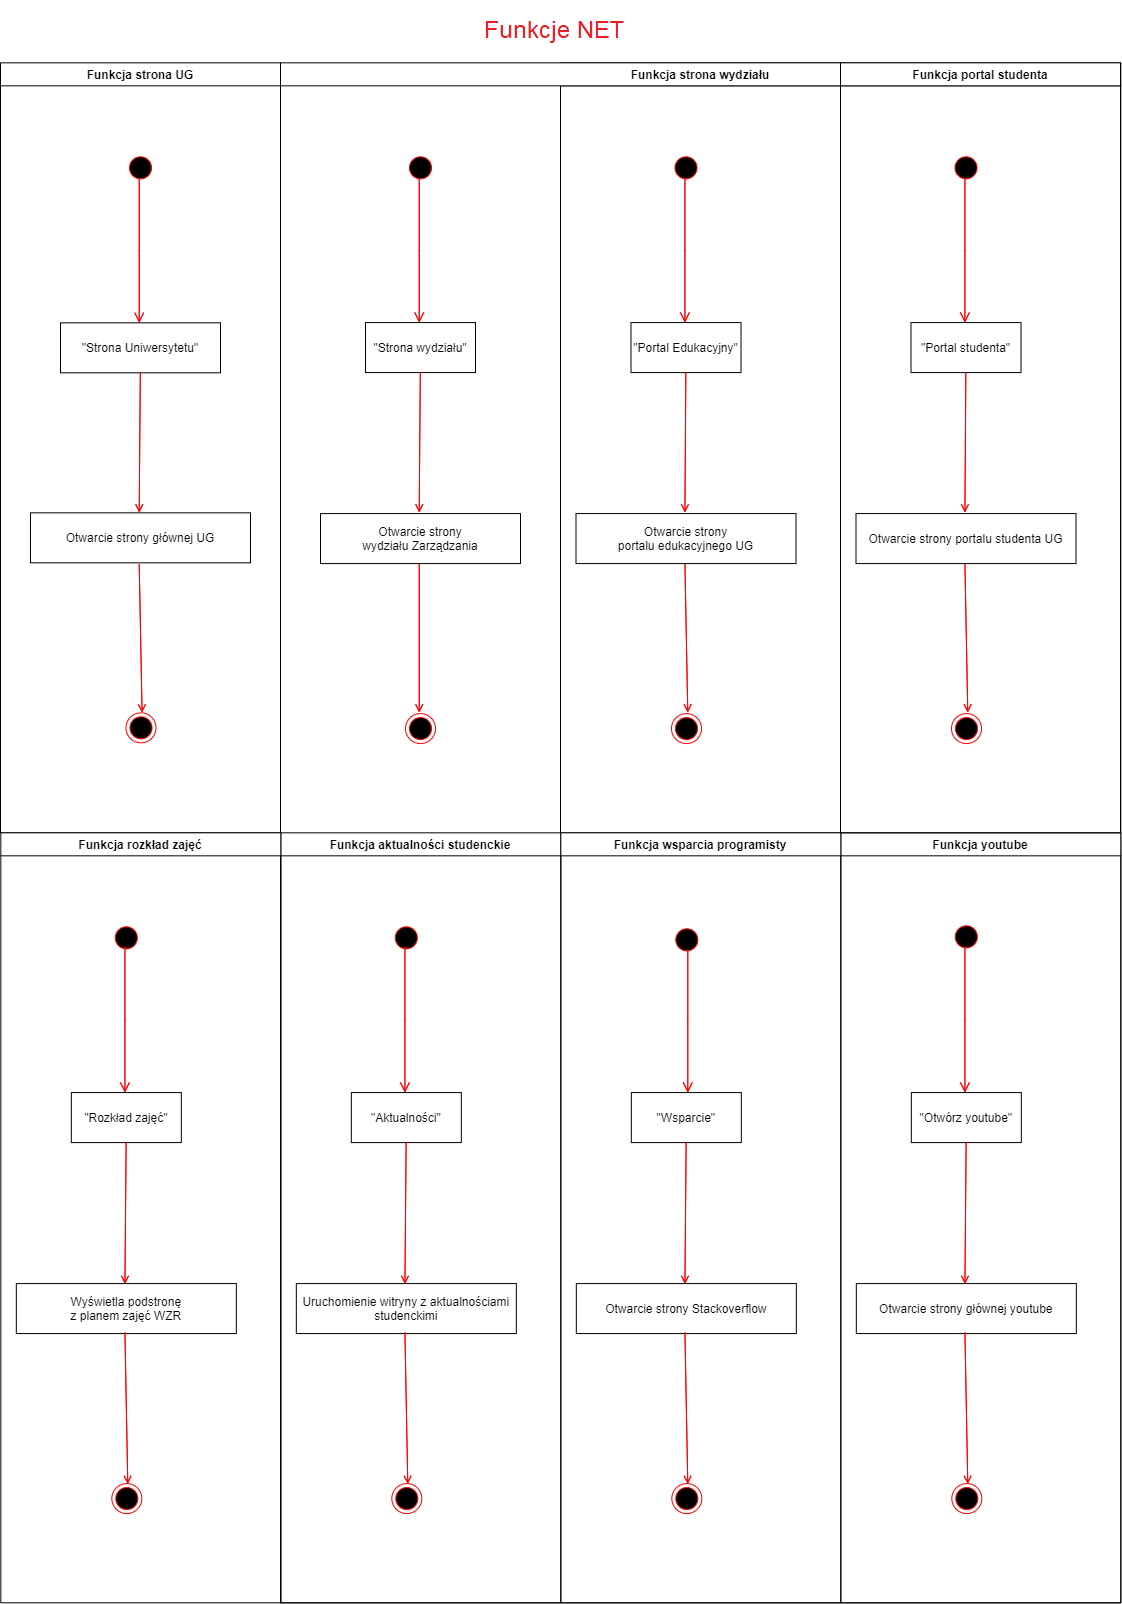 Funkcje NET
Funkcja strona UG
Funkcja strona wydziału
Funkcja portal studenta
"Strona Uniwersytetu"
"Strona wydziału"
"Portal Edukacyjny"
"Portal studenta"
Otwarcie strony głównej UG
Otwarcie strony
wydziału Zarządzania
Otwarcie strony
portalu edukacyjnego UG
Otwarcie strony portalu studenta UG
Funkcja rozkład zajęć
Funkcja aktualności studenckie
Funkcja wsparcia programisty
Funkcja youtube
"Rozkład zajęć"
"Aktualności"
"Wsparcie"
"Otwórz youtube"
Wyświetla podstronę
z planem zajęć WZR
Uruchomienie witryny z aktualnościami
studenckimi
Otwarcie strony Stackoverflow
Otwarcie strony głównej youtube